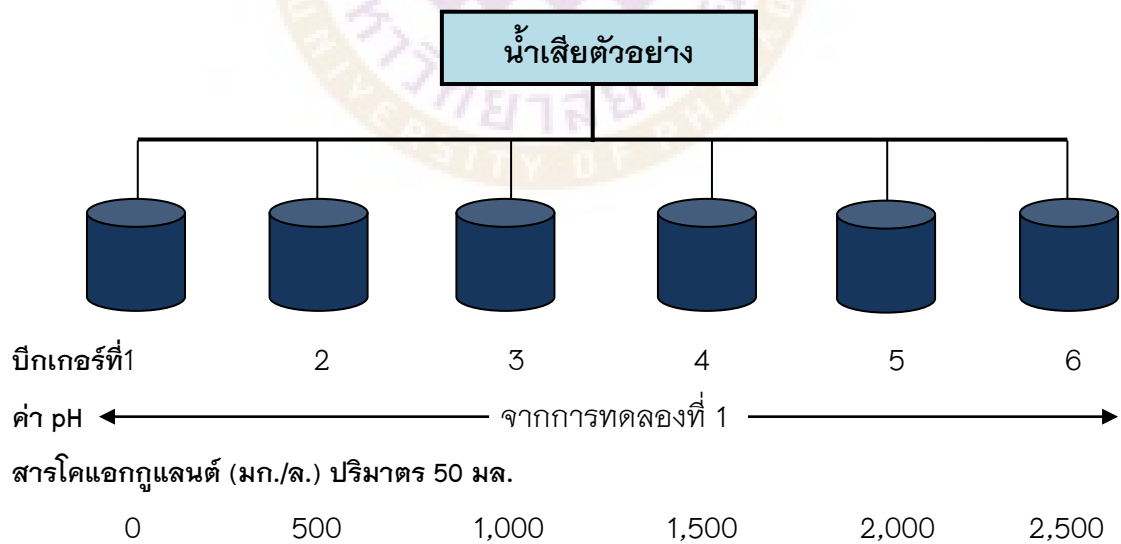 น้ำเสียตัวอย่าง
บีกเกอร์ที่1 2 3 4 5 6
ค่า pH จากการทดลองที่ 1
สารโคแอกกูแลนต์ (มก./ล.) ปริมาตร 50 มล.
0 500 1,000 1,500 2,000 2,500